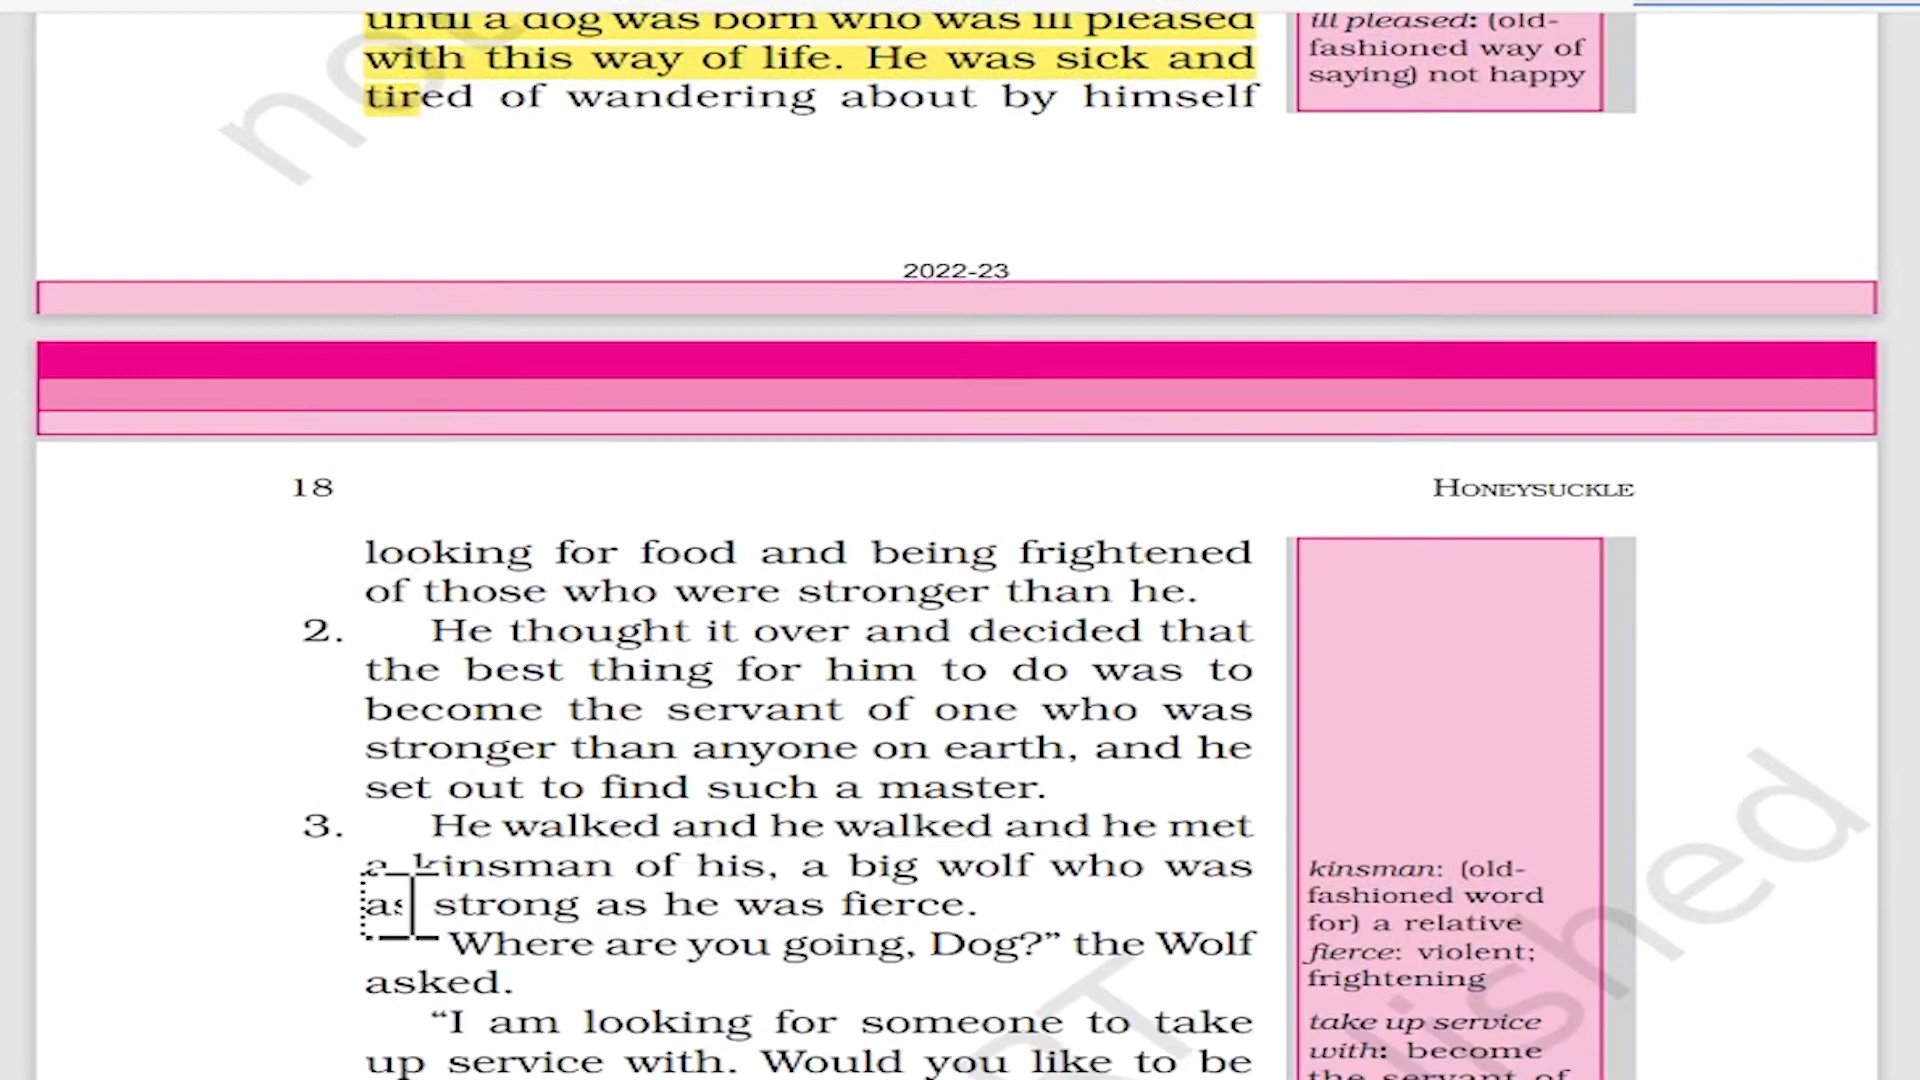 until a dog was born who was ill pleased
with this way of life. He was sick and
tired of wandering about by himself
ill pleased: (old-
fashioned way of
saying) not happy
not
2022-23
18
HONEYSUCKLE
looking for food and being frightened
of those who were stronger than he.
2. He thought it over and decided that
the best thing for him to do was to
become the servant of one who was
stronger than anyone on earth, and he
set out to find such a master.
3. He walked and he walked and he met
a kinsman of his, a big wolf who was
as strong as he was fierce.
Where are you going, Dog?” the Wolf
asked.
“I am looking for someone to take
up service with. Would you like to be
kinsman: (old-
fashioned word
for) a relative
fierce: violent;
frightening
take up service
with: become
the servant of
T
lished